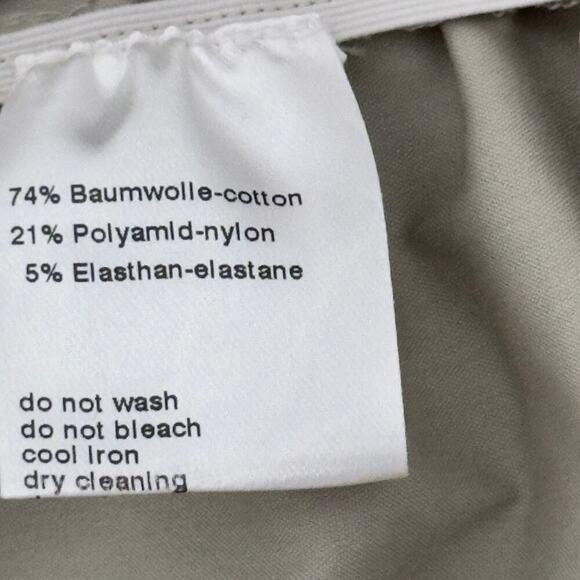 74% Baumwolle-cotton
21% Polyamid-nylon
5% Elasthan-elastane
do not wash
do not bleach
cool iron
dry cleaning